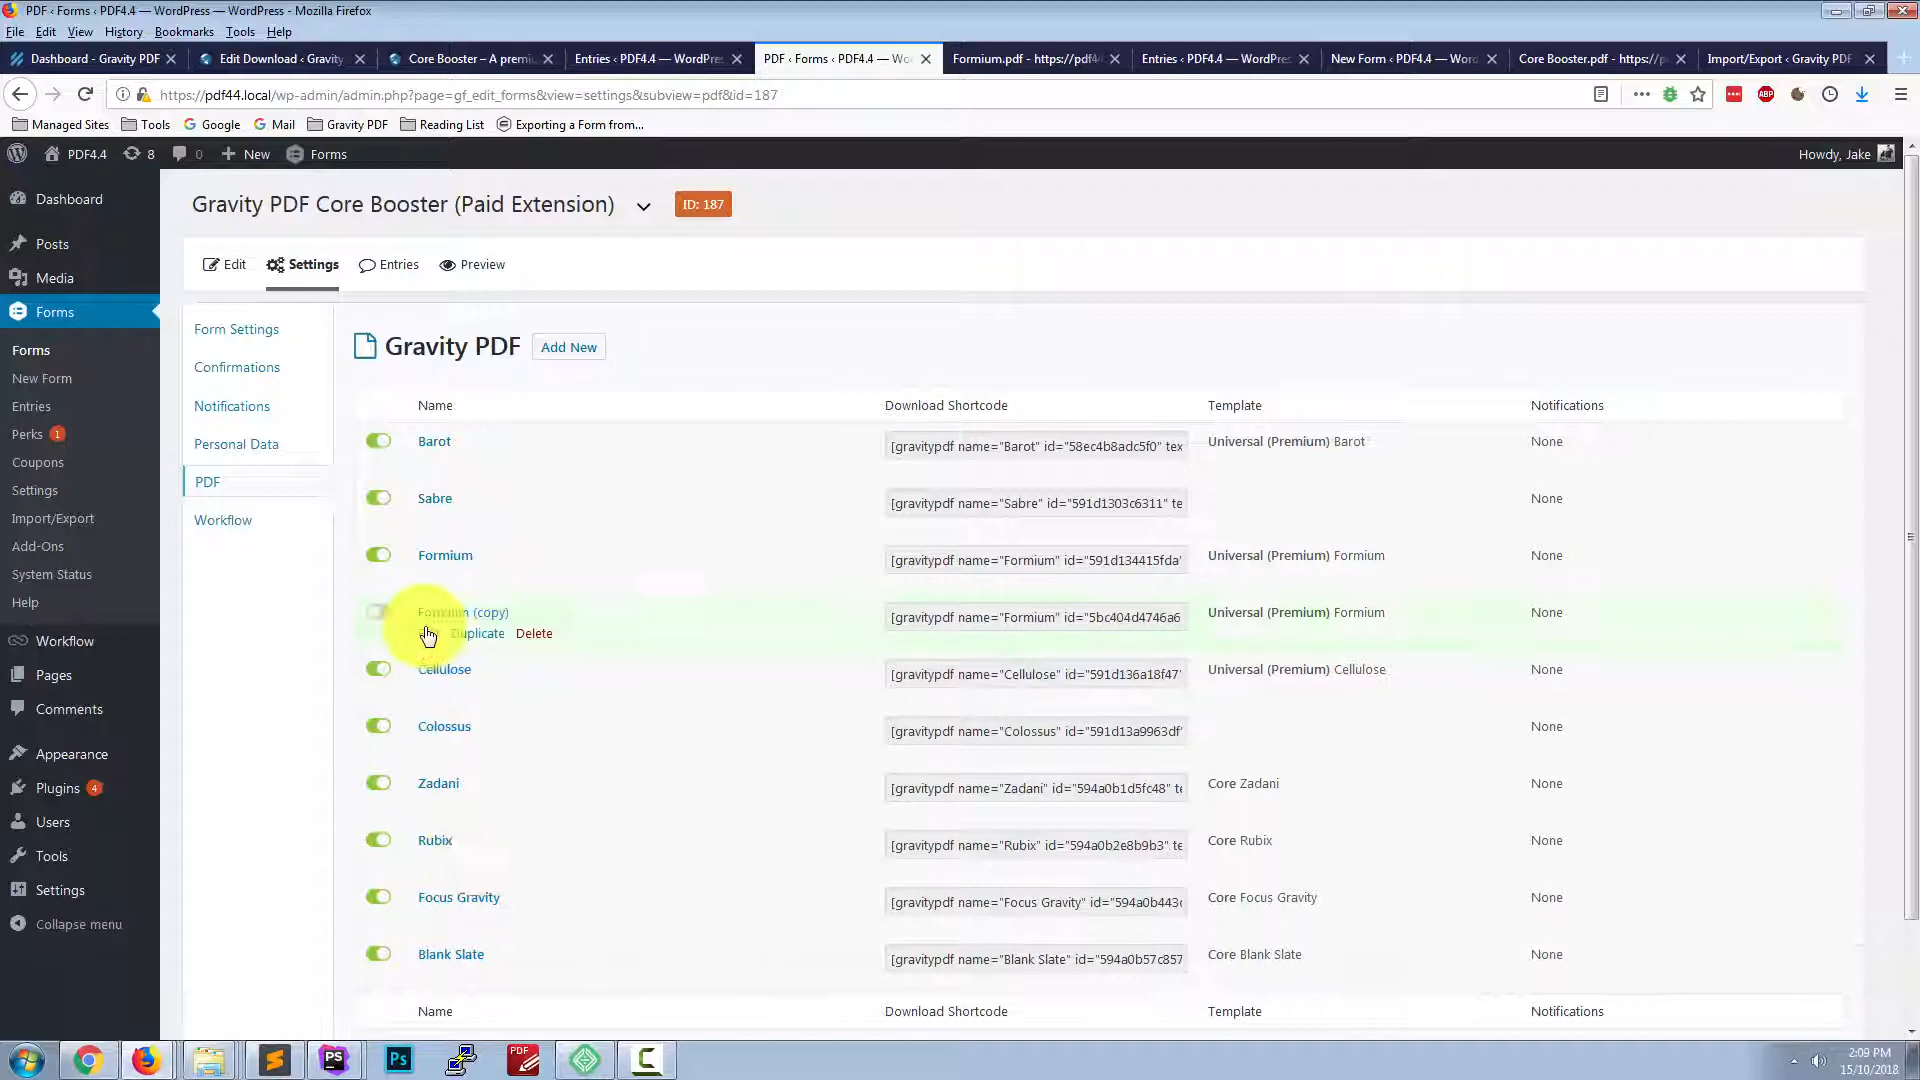 PDF ‹ Forms ‹ PDF4.4 — WordPress — WordPress - Mozilla Firefox
File Edit View History Bookmarks Tools Help
Dashboard - Gravity PDF
Edit Download ‹ Gravity
Core Booster – A premi
Entries ‹ PDF4.4 — WordPre
PDF ‹ Forms ‹ PDF4.4 — Wo
Formium.pdf - https://pdf4
Entries ‹ PDF4.4 — WordPre
New Form ‹ PDF4.4 — Word
Core Booster.pdf - https://p
Import/Export ‹ Gravity PDF
https://pdf44.local/wp-admin/admin.php?page=gf_edit_forms&view=settings&subview=pdf&id=187
ABP
Managed Sites Tools Google Mail Gravity PDF Reading List Exporting a Form from...
PDF4.4 8 0 New Forms Howdy, Jake
Dashboard
Posts
Media
Forms
Forms
New Form
Entries
Perks 1
Coupons
Settings
Import/Export
Add-Ons
System Status
Help
Workflow
Pages
Comments
Appearance
Plugins 4
Users
Tools
Settings
Collapse menu
Gravity PDF Core Booster (Paid Extension) ID: 187
Edit Settings Entries Preview
Form Settings
Confirmations
Notifications
Personal Data
PDF
Workflow
Gravity PDF Add New
Name Download Shortcode Template Notifications
Barot [gravitypdf name="Barot" id="58ec4b8adc5f0" tex Universal (Premium) Barot None
Sabre [gravitypdf name="Sabre" id="591d1303c6311" te None
Formium [gravitypdf name="Formium" id="591d134415fda" Universal (Premium) Formium None
Formium (copy) [gravitypdf name="Formium" id="5bc404d4746a6 Universal (Premium) Formium None
Duplicate Delete
Cellulose [gravitypdf name="Cellulose" id="591d136a18f47" Universal (Premium) Cellulose None
Colossus [gravitypdf name="Colossus" id="591d13a9963df" None
Zadani [gravitypdf name="Zadani" id="594a0b1d5fc48" te Core Zadani None
Rubix [gravitypdf name="Rubix" id="594a0b2e8b9b3" te Core Rubix None
Focus Gravity [gravitypdf name="Focus Gravity" id="594a0b443c Core Focus Gravity None
Blank Slate [gravitypdf name="Blank Slate" id="594a0b57c857 Core Blank Slate None
Name Download Shortcode Template Notifications
PS Ps PDF C
2:09 PM
15/10/2018